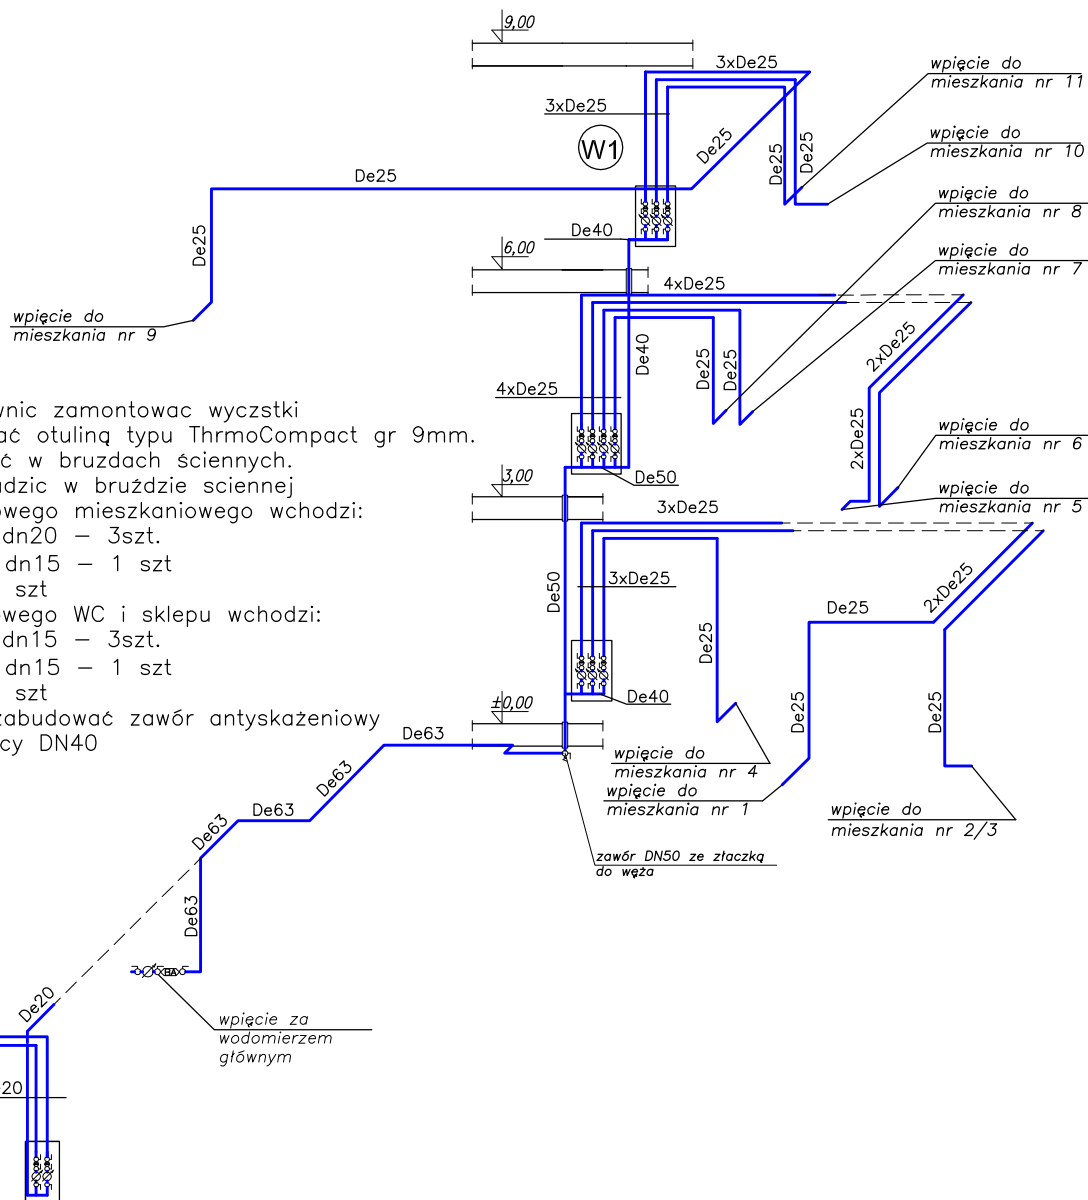 9,00
3xDe25
wpięcie do
mieszkania nr 11
3xDe25
W1
De25
De25
De25
wpięcie do
mieszkania nr 10
De25
wpięcie do
mieszkania nr 8
De25
De40
6,00
wpięcie do
mieszkania nr 7
4xDe25
wpięcie do
mieszkania nr 9
De40
De25
De25
2xDe25
4xDe25
wnic zamontowac wyczstki
ać otuliną typu ThrmoCompact gr 9mm.
ć w bruzdach ściennych.
adzic w bruździe sciennej
owego mieszkaniowego wchodzi:
dn20 – 3szt.
dn15 – 1 szt
szt
owego WC i sklepu wchodzi:
dn15 – 3szt.
dn15 – 1 szt
szt
zabudować zawór antyskażeniowy
cy DN40
2xDe25
wpięcie do
mieszkania nr 6
De50
3,00
wpięcie do
mieszkania nr 5
3xDe25
De50
3xDe25
2xDe25
De25
De25
De25
De25
De40
±0,00
De63
wpięcie do
mieszkania nr 4
wpięcie do
mieszkania nr 1
wpięcie do
mieszkania nr 2/3
De63
De63
De63
zawór DN50 ze złaczką
do węża
De63
BA
De20
wpięcie za
wodomierzem
głównym
20